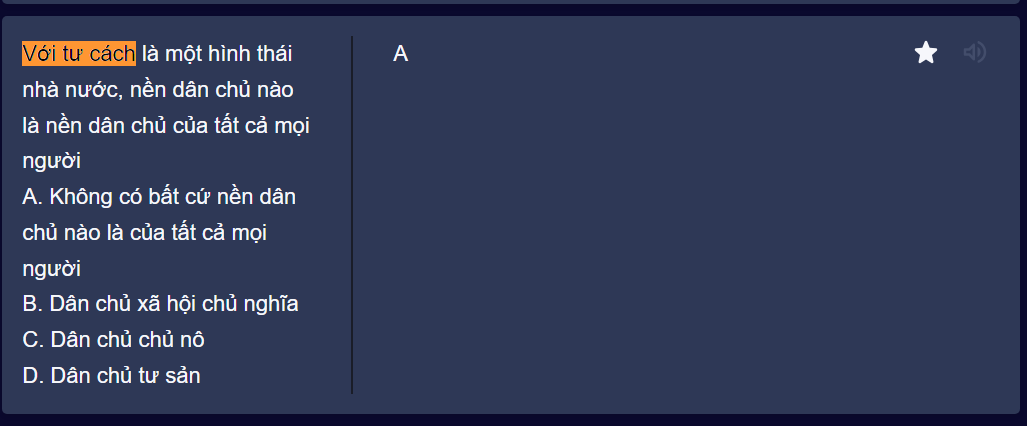 Với tư cách là một hình thái
nhà nước, nền dân chủ nào
là nền dân chủ của tất cả mọi
người
A. Không có bất cứ nền dân
chủ nào là của tất cả mọi
người
B. Dân chủ xã hội chủ nghĩa
C. Dân chủ chủ nô
D. Dân chủ tư sản
A